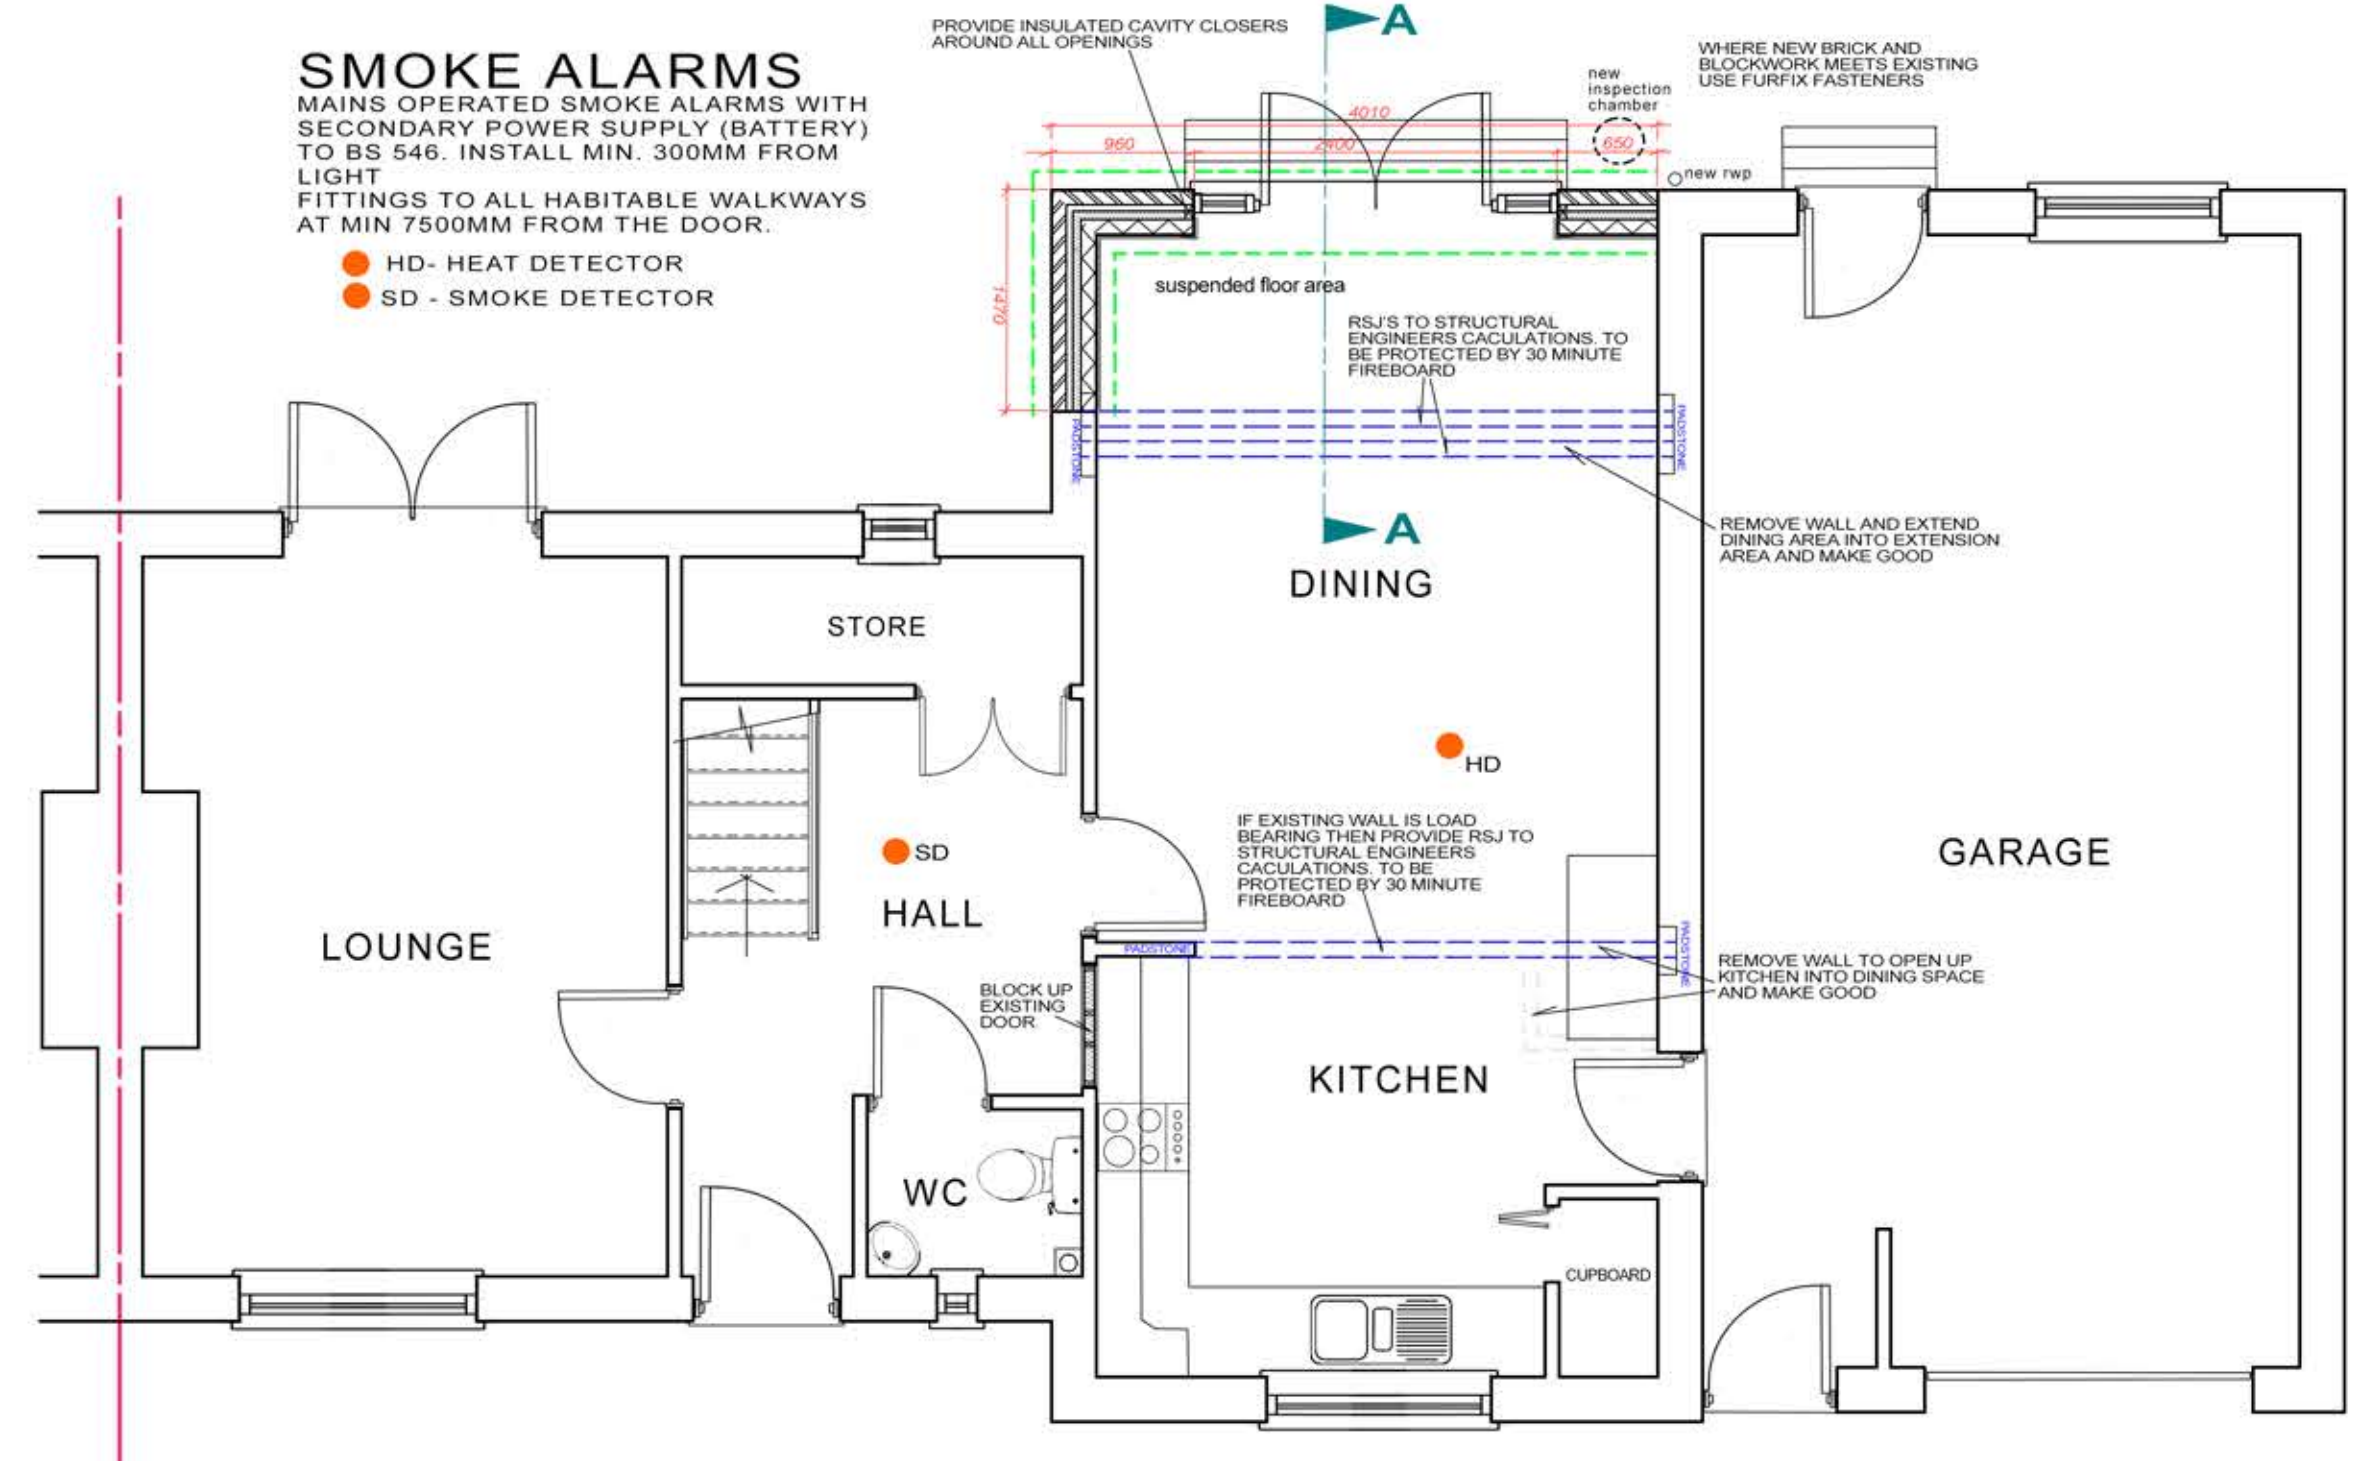 PROVIDE INSULATED CAVITY CLOSERS
AROUND ALL OPENINGS
A
WHERE NEW BRICK AND
BLOCKWORK MEETS EXISTING
USE FURFIX FASTENERS
SMOKE ALARMS
MAINS OPERATED SMOKE ALARMS WITH
SECONDARY POWER SUPPLY (BATTERY)
TO BS 546. INSTALL MIN. 300MM FROM
LIGHT
FITTINGS TO ALL HABITABLE WALKWAYS
AT MIN 7500MM FROM THE DOOR.
HD- HEAT DETECTOR
SD - SMOKE DETECTOR
new
inspection
chamber
4010
960
2400
650
new rwp
1470
suspended floor area
RSJ'S TO STRUCTURAL
ENGINEERS CACULATIONS. TO
BE PROTECTED BY 30 MINUTE
FIREBOARD
PADSTONE
PADSTONE
A
REMOVE WALL AND EXTEND
DINING AREA INTO EXTENSION
AREA AND MAKE GOOD
DINING
STORE
HD
IF EXISTING WALL IS LOAD
BEARING THEN PROVIDE RSJ TO
STRUCTURAL ENGINEERS
CACULATIONS. TO BE
PROTECTED BY 30 MINUTE
FIREBOARD
SD
HALL
GARAGE
LOUNGE
PADSTONE
PADSTONE
REMOVE WALL TO OPEN UP
KITCHEN INTO DINING SPACE
AND MAKE GOOD
BLOCK UP
EXISTING
DOOR
KITCHEN
WC
CUPBOARD